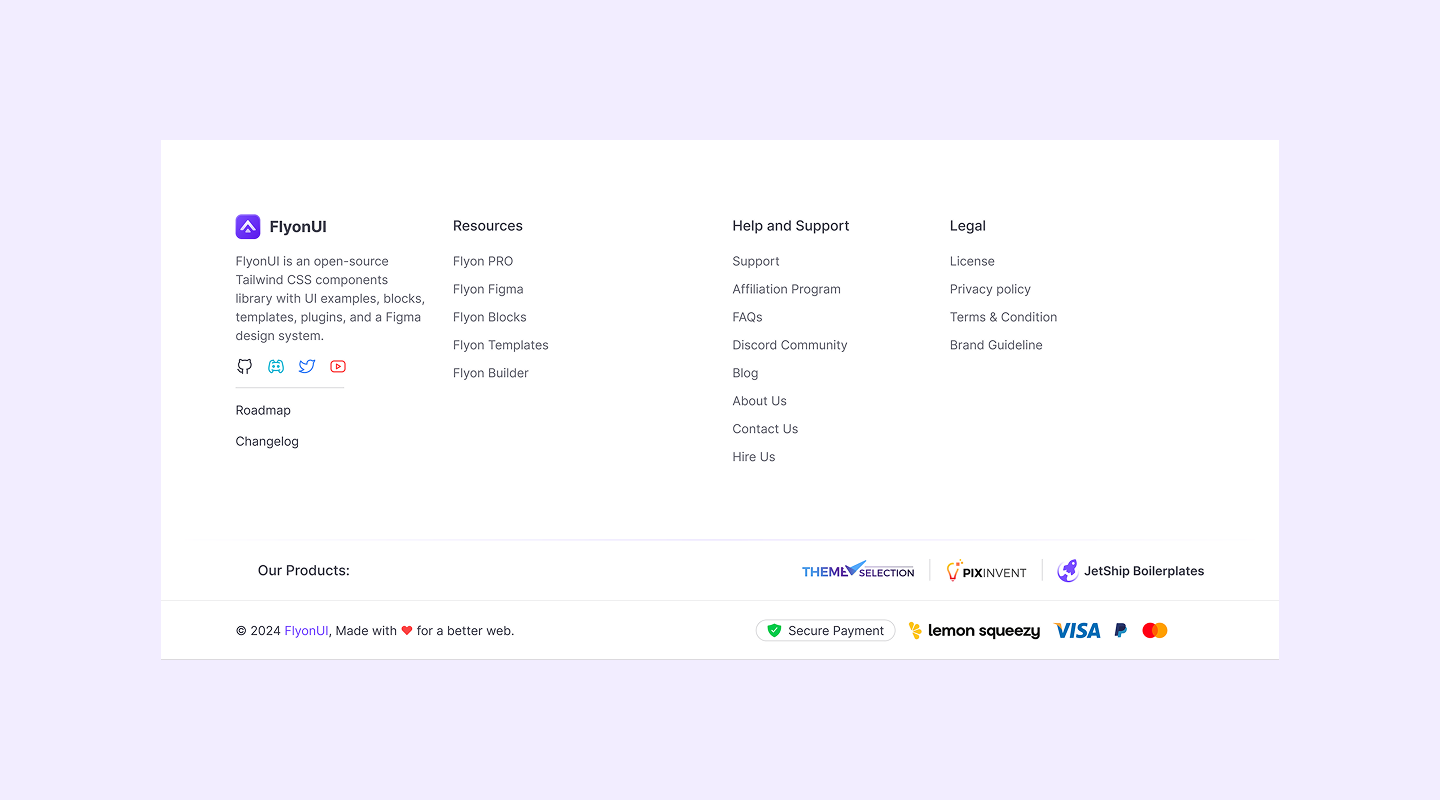 FlyonUI
FlyonUI is an open-source
Tailwind CSS components
library with UI examples, blocks,
templates, plugins, and a Figma
design system.
Roadmap
Changelog
Resources
Flyon PRO
Flyon Figma
Flyon Blocks
Flyon Templates
Flyon Builder
Help and Support
Support
Affiliation Program
FAQs
Discord Community
Blog
About Us
Contact Us
Hire Us
Legal
License
Privacy policy
Terms & Condition
Brand Guideline
Our Products:
THEMESELECTION
PIXINVENT
JetShip Boilerplates
© 2024 FlyonUI, Made with ❤ for a better web.
Secure Payment
lemon squeezy
VISA